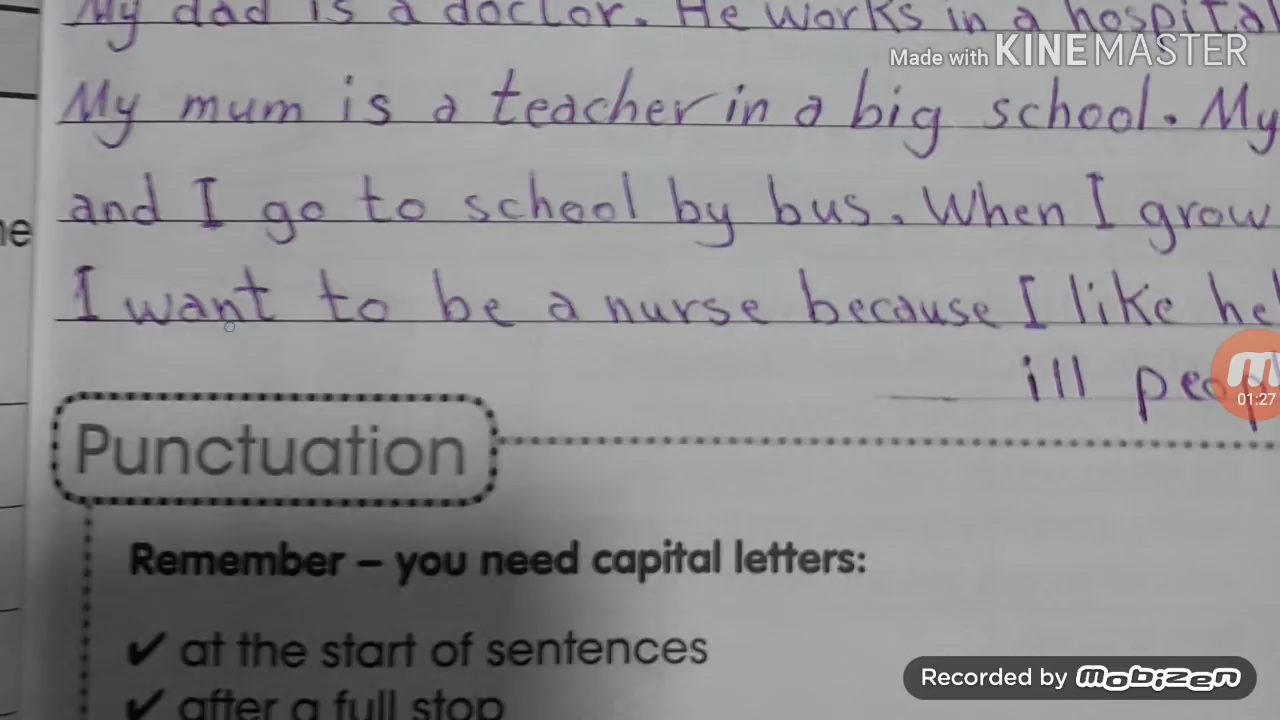 My dad is a doctor. He works in a hospital
Made with KINEMASTER
My mum is a teacher in a big school. My
and I go to school by bus. When I grow
I want to be a nurse because I like
ill
01:27
Punctuation
Remember – you need capital letters:
✔ at the start of sentences
✔ after a full stop
Recorded by MOBIZEN